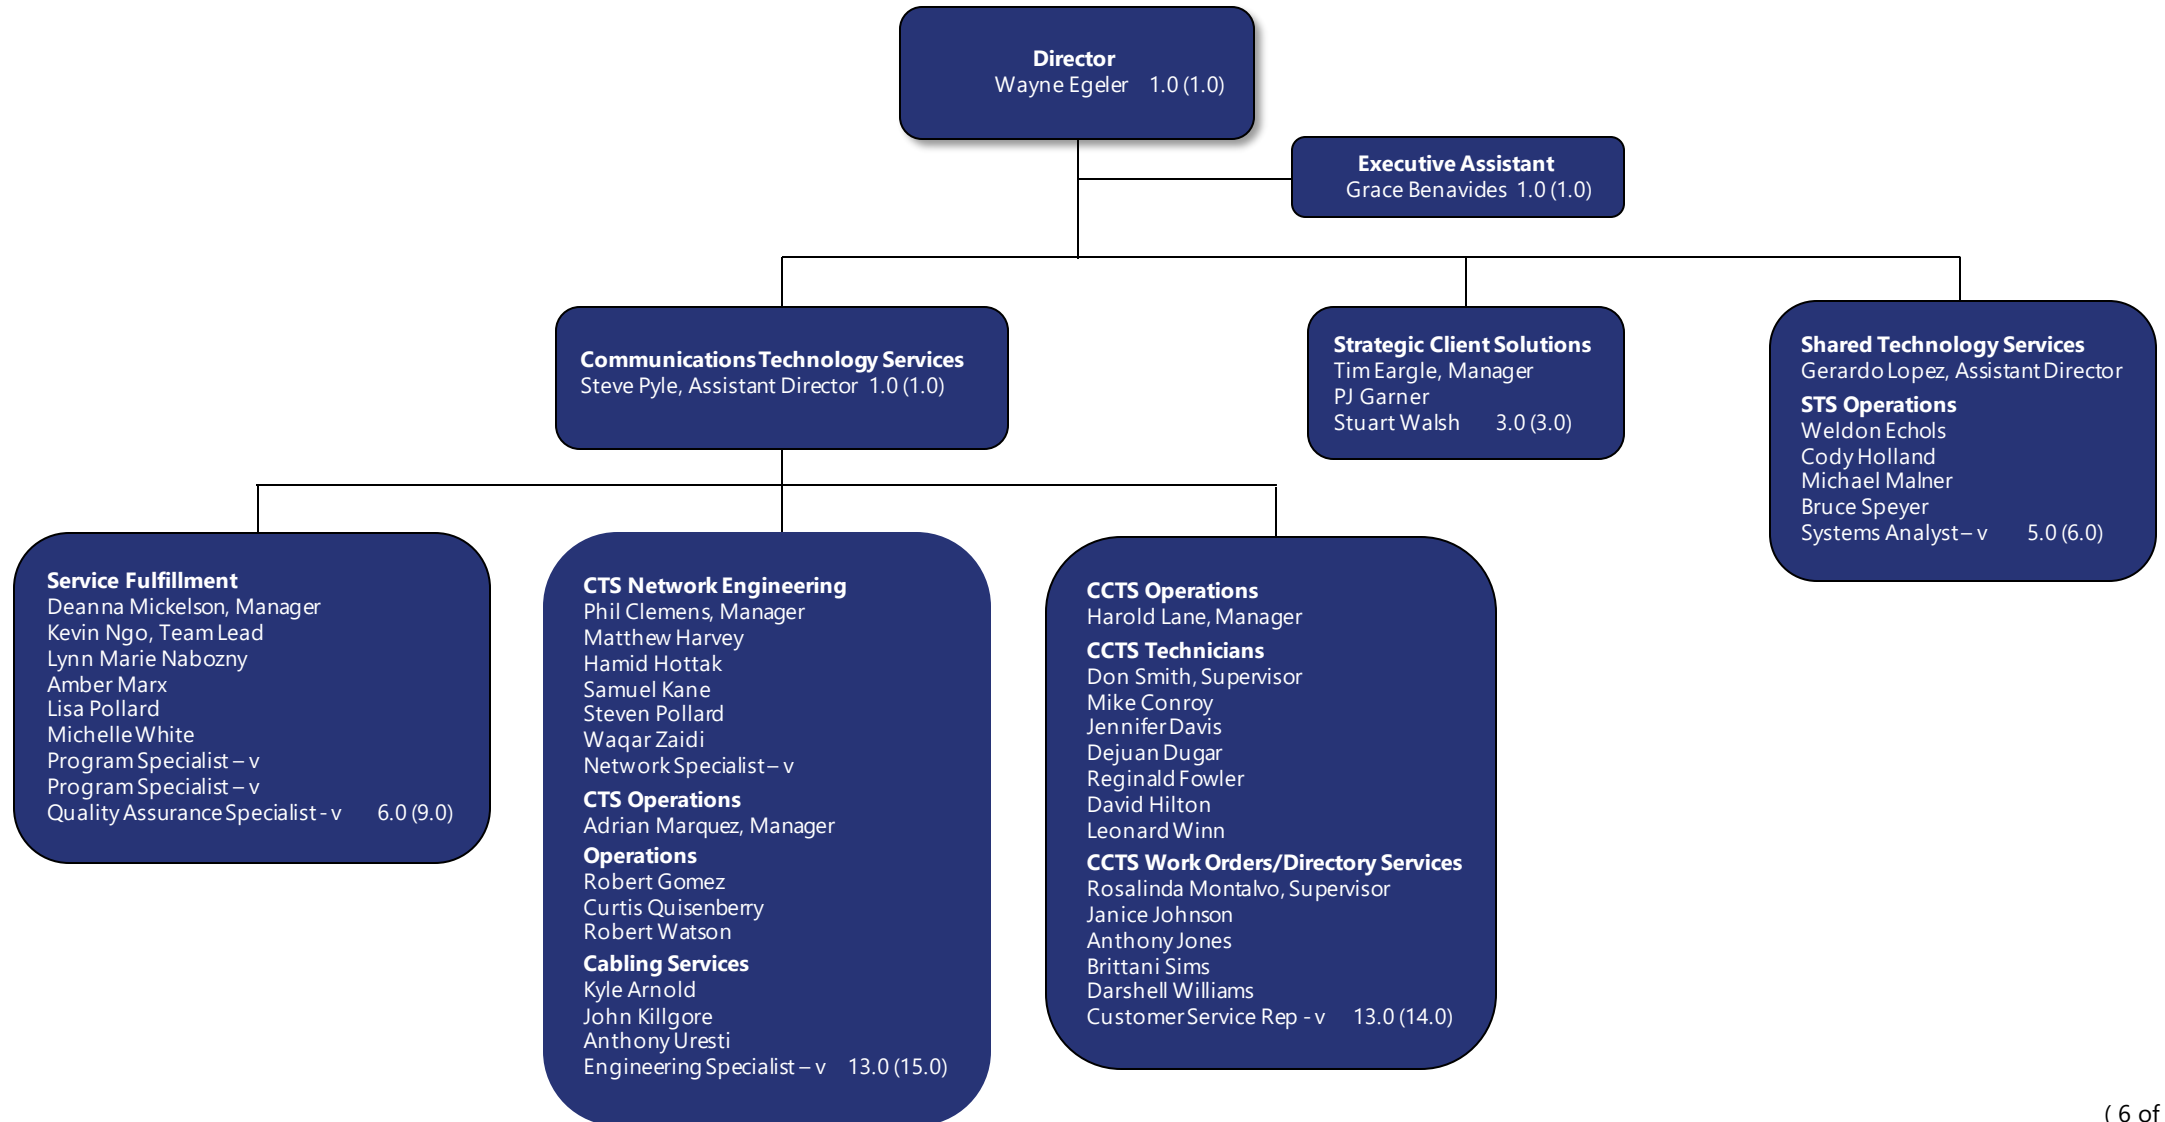 Director
Wayne Egeler 1.0 (1.0)
Executive Assistant
Grace Benavides 1.0 (1.0)
Communications Technology Services
Steve Pyle, Assistant Director 1.0 (1.0)
Strategic Client Solutions
Tim Eargle, Manager
PJ Garner
Stuart Walsh 3.0 (3.0)
Shared Technology Services
Gerardo Lopez, Assistant Director
STS Operations
Weldon Echols
Cody Holland
Michael Malner
Bruce Speyer
Systems Analyst – v 5.0 (6.0)
Service Fulfillment
Deanna Mickelson, Manager
Kevin Ngo, Team Lead
Lynn Marie Nabozny
Amber Marx
Lisa Pollard
Michelle White
Program Specialist – v
Program Specialist – v
Quality Assurance Specialist - v 6.0 (9.0)
CTS Network Engineering
Phil Clemens, Manager
Matthew Harvey
Hamid Hottak
Samuel Kane
Steven Pollard
Waqar Zaidi
Network Specialist – v
CTS Operations
Adrian Marquez, Manager
Operations
Robert Gomez
Curtis Quisenberry
Robert Watson
Cabling Services
Kyle Arnold
John Killgore
Anthony Uresti
Engineering Specialist – v 13.0 (15.0)
CCTS Operations
Harold Lane, Manager
CCTS Technicians
Don Smith, Supervisor
Mike Conroy
Jennifer Davis
Dejuan Dugar
Reginald Fowler
David Hilton
Leonard Winn
CCTS Work Orders/Directory Services
Rosalinda Montalvo, Supervisor
Janice Johnson
Anthony Jones
Brittani Sims
Darshell Williams
Customer Service Rep - v 13.0 (14.0)
( 6 of